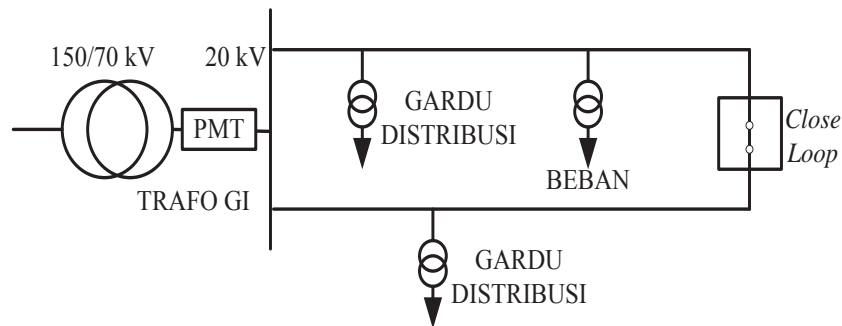 150/70 kV
20 kV
PMT
TRAFO GI
GARDU
DISTRIBUSI
BEBAN
Close
Loop
GARDU
DISTRIBUSI